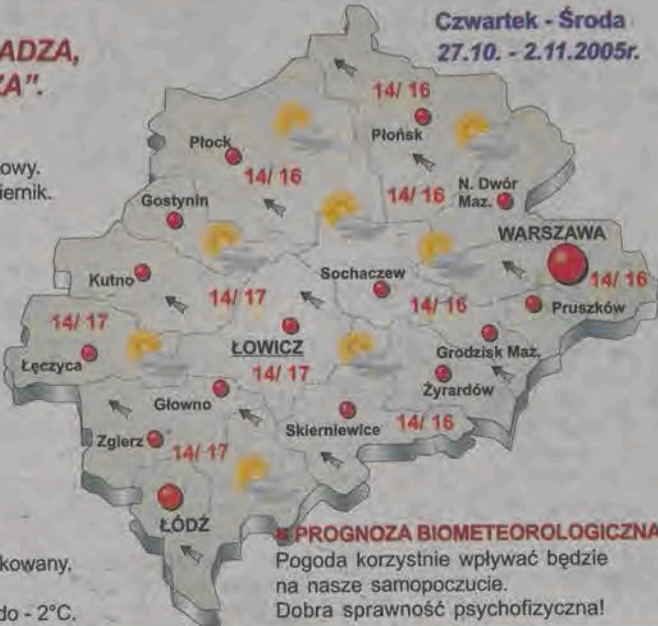 Czwartek - Środa
27.10. - 2.11.2005r.
ADZA,
ZA".
owy.
iernik.
14/ 16
Płońsk
Płock
14/ 16
14/ 16
N. Dwór
Maz.
Gostynin
WARSZAWA
Kutno
Sochaczew
14/ 16
14/ 17
14/ 16
Pruszków
14/ 17
ŁOWICZ
Grodzisk Maz.
Łęczyca
14/ 17
Żyrardów
Głowno
Skierniewice
14/ 16
Zgierz
14/ 17
ŁÓDŹ
PROGNOZA BIOMETEOROLOGICZNA
Pogoda korzystnie wpływać będzie
na nasze samopoczucie.
Dobra sprawność psychofizyczna!
kowany.
do - 2°C.